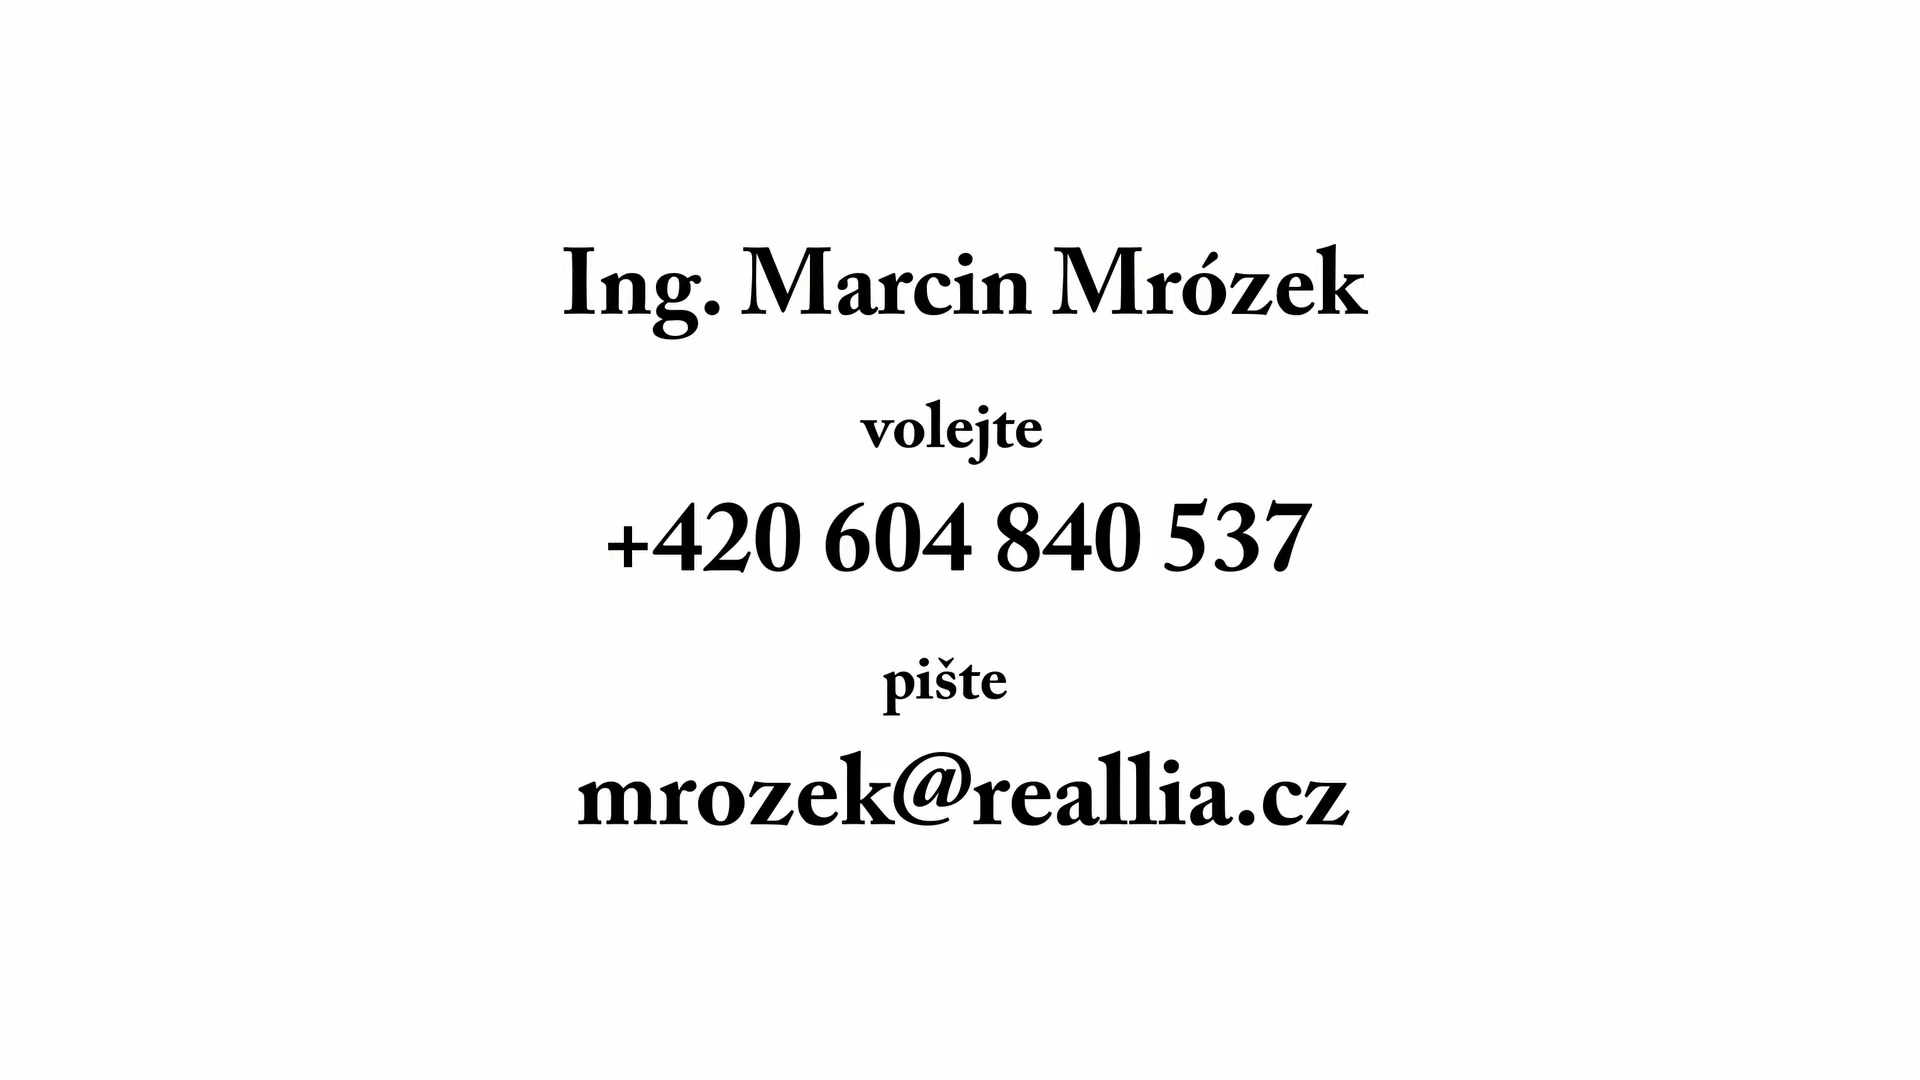 Ing. Marcin Mrózek
volejte
+420 604 840 537
pište
mrozek@reallia.cz